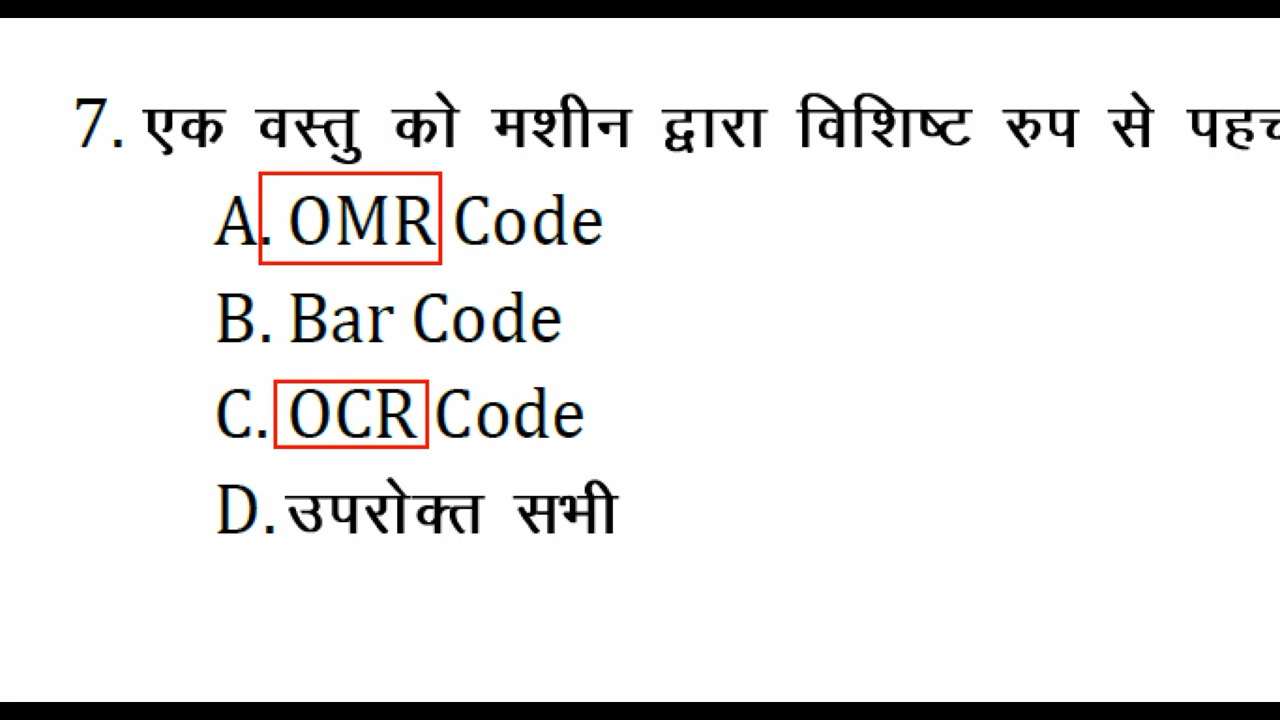 7. एक वस्तु को मशीन द्वारा विशिष्ट रुप से
A. OMR Code
B. Bar Code
C. OCR Code
D. उपरोक्त सभी